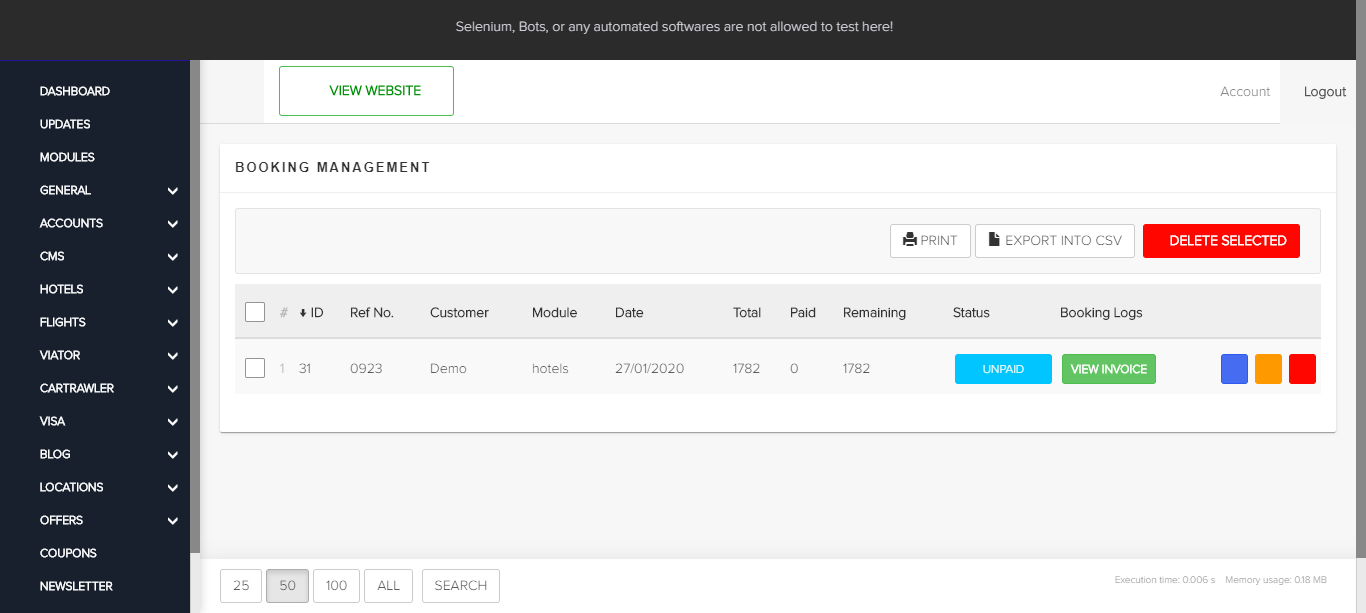 Selenium, Bots, or any automated softwares are not allowed to test here!
VIEW WEBSITE
Account
Logout
DASHBOARD
UPDATES
MODULES
GENERAL
ACCOUNTS
CMS
HOTELS
FLIGHTS
VIATOR
CARTRAWLER
VISA
BLOG
LOCATIONS
OFFERS
COUPONS
NEWSLETTER
BOOKING MANAGEMENT
PRINT EXPORT INTO CSV DELETE SELECTED
# ID Ref No. Customer Module Date Total Paid Remaining Status Booking Logs
1 31 0923 Demo hotels 27/01/2020 1782 0 1782 UNPAID VIEW INVOICE
25 50 100 ALL SEARCH
Execution time: 0.006 s Memory usage: 0.18 MB